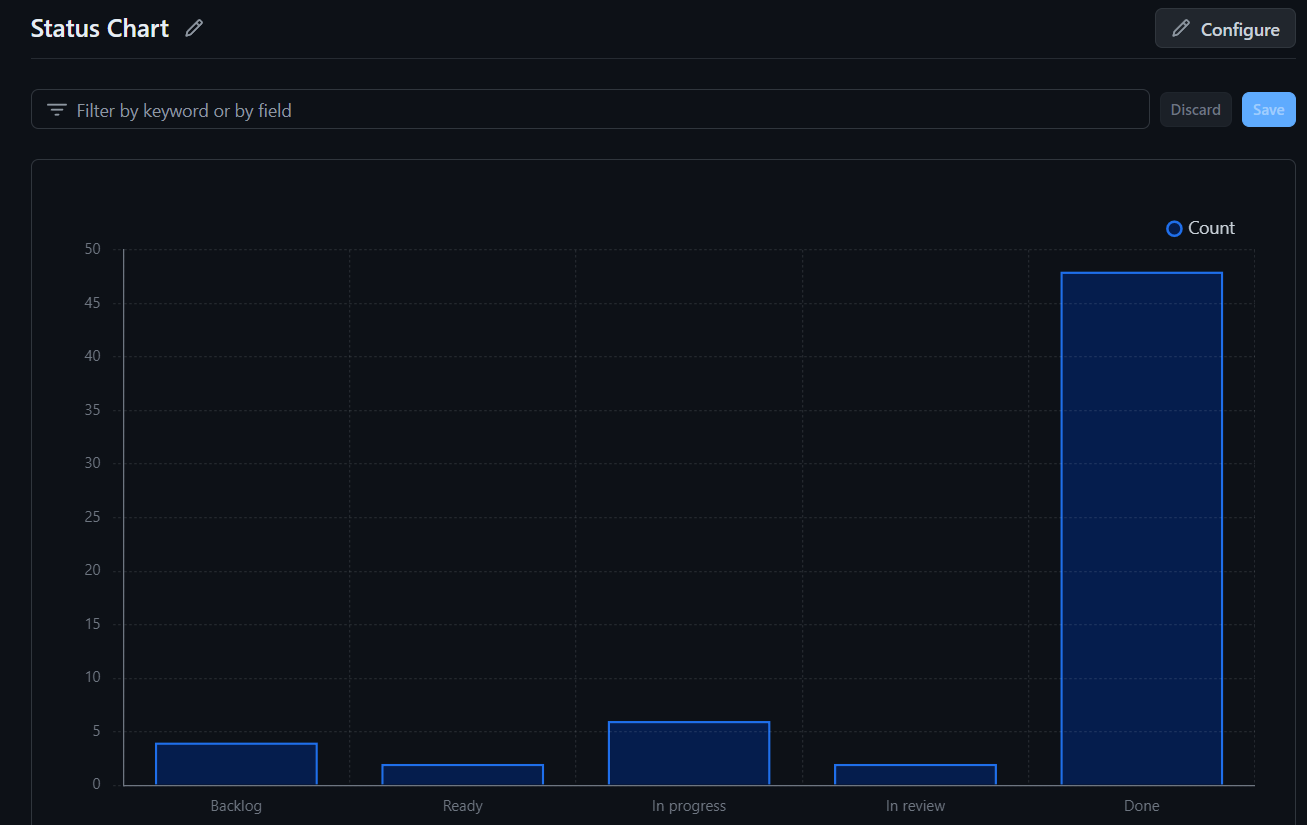 Status Chart
Configure
Filter by keyword or by field
Discard
Save
Count
50
45
40
35
30
25
20
15
10
5
0
Backlog Ready In progress In review Done